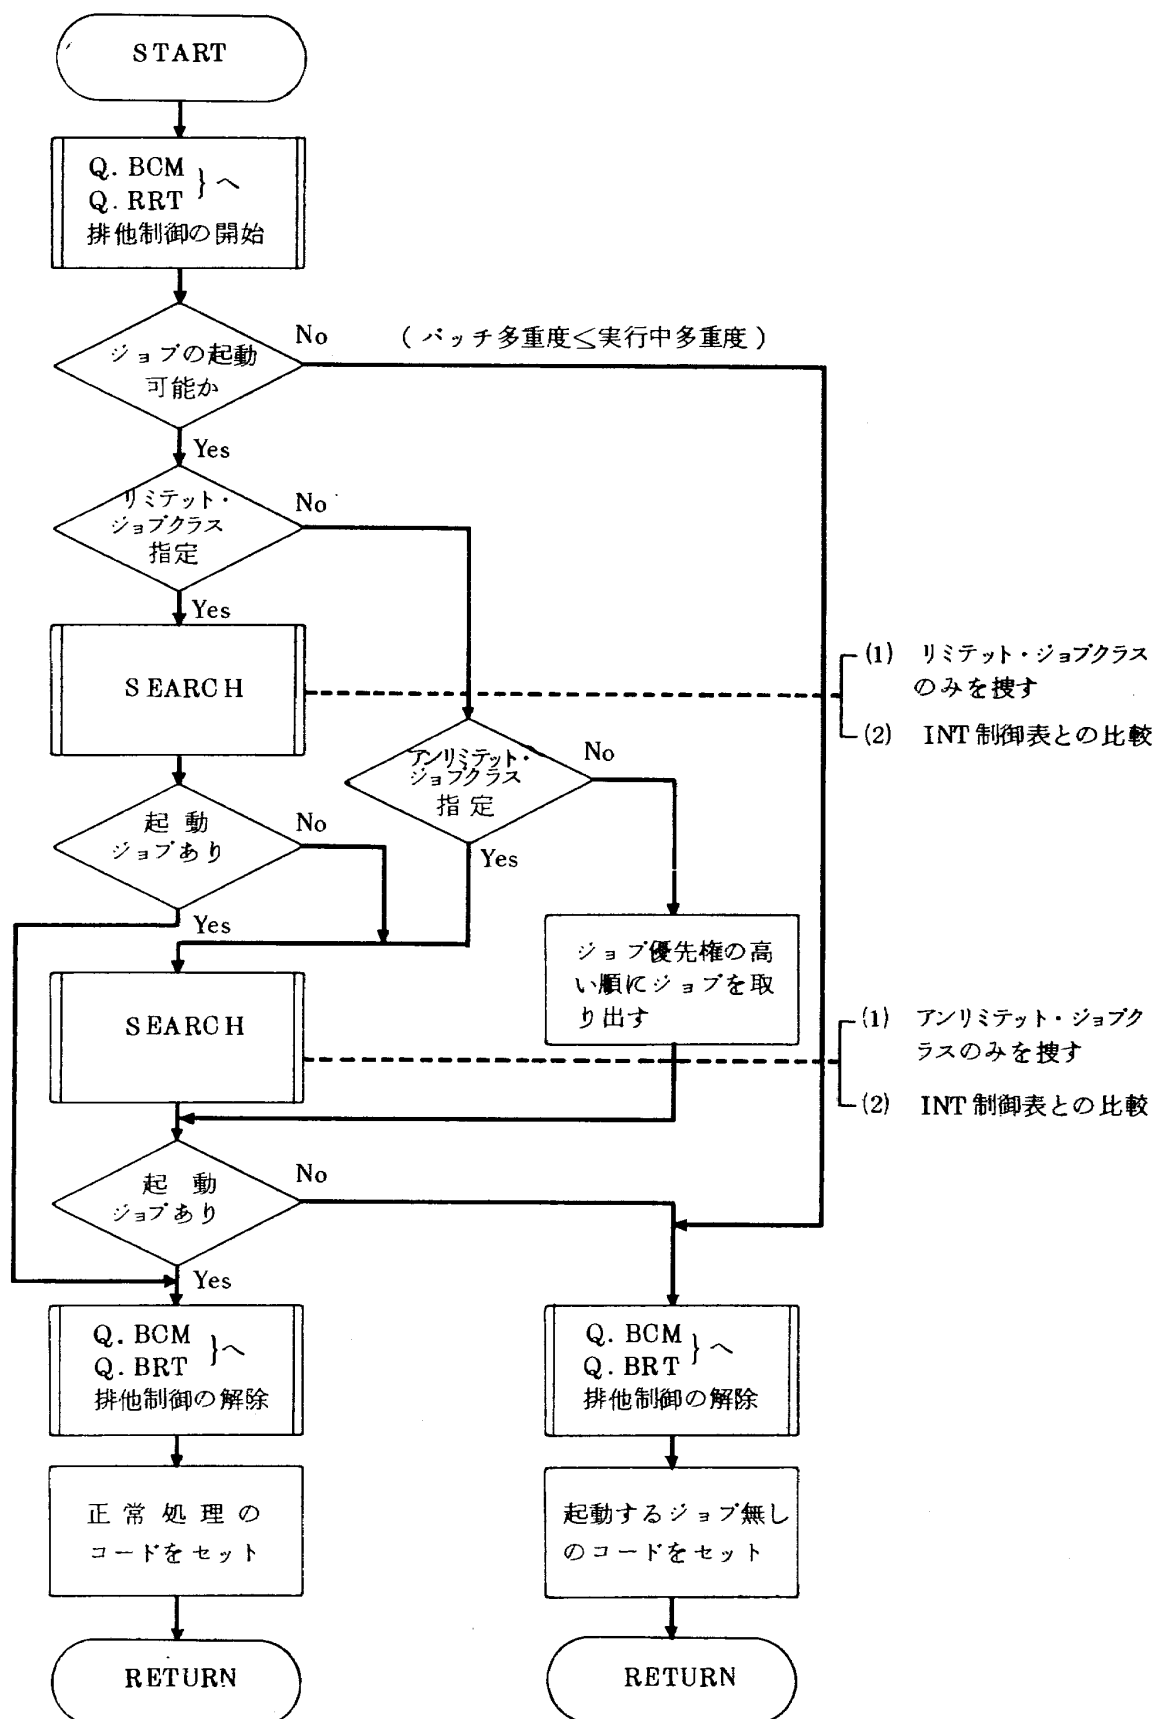 START
Q. BCM
Q. RRT } へ
排他制御の開始
No
( バッチ多重度≦実行中多重度 )
ジョブの起動
可能か
Yes
リミテット・
ジョブクラス
指定
No
Yes
SEARCH
(1) リミテット・ジョブクラス
のみを捜す
(2) INT 制御表との比較
アンリミテット・
ジョブクラス
指定
No
Yes
起動
ジョブあり
No
Yes
ジョブ優先権の高
い順にジョブを取
り出す
SEARCH
(1) アンリミテット・ジョブク
ラスのみを捜す
(2) INT 制御表との比較
起動
ジョブあり
No
Yes
Q. BCM
Q. BRT } へ
排他制御の解除
Q. BCM
Q. BRT } へ
排他制御の解除
正常処理の
コードをセット
起動するジョブ無し
のコードをセット
RETURN
RETURN